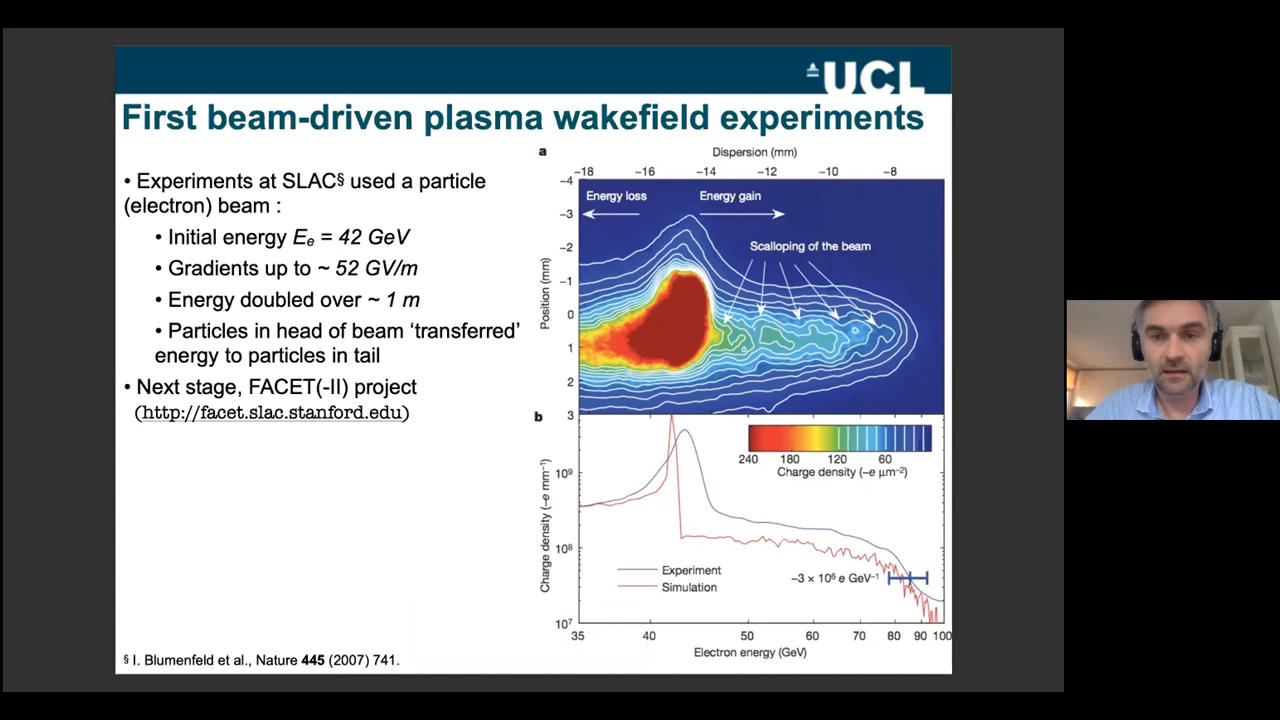 UCL
First beam-driven plasma wakefield experiments
• Experiments at SLAC§ used a particle
(electron) beam :
• Initial energy Eₑ = 42 GeV
• Gradients up to ~ 52 GV/m
• Energy doubled over ~ 1 m
• Particles in head of beam ‘transferred’
energy to particles in tail
• Next stage, FACET(-II) project
(http://facet.slac.stanford.edu)
§ I. Blumenfeld et al., Nature 445 (2007) 741.
a
Dispersion (mm)
−18 −16 −14 −12 −10 −8
−4
−3
−2
−1
0
1
2
3
Position (mm)
Energy loss
Energy gain
Scalloping of the beam
b
240 180 120 60
Charge density (−e µm⁻²)
10⁹
10⁸
10⁷
Charge density (−e mm⁻¹)
Experiment
Simulation
−3 × 10⁶ e GeV⁻¹
35 40 50 60 70 80 90 100
Electron energy (GeV)